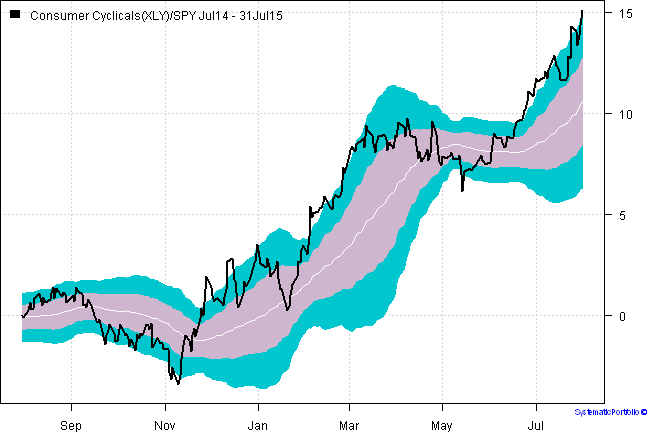 Consumer Cyclicals(XLY)/SPY Jul14 - 31Jul15
15
10
5
0
Sep Nov Jan Mar May Jul
SystematicPortfolio ©